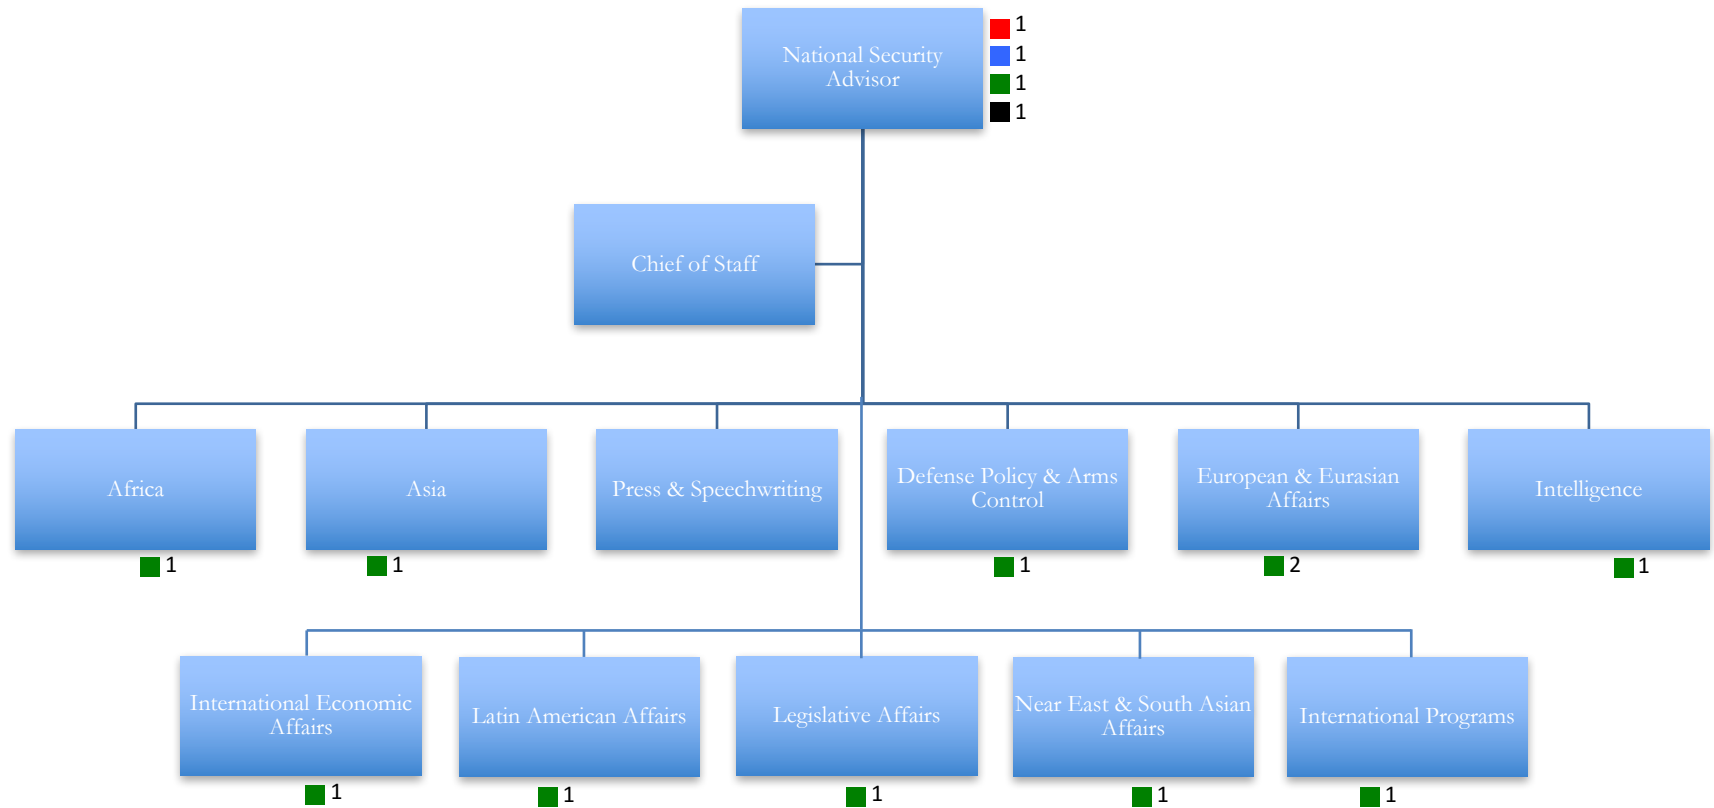 National Security
Advisor
1
1
1
1
Chief of Staff
Africa
Asia
Press & Speechwriting
Defense Policy & Arms
Control
European & Eurasian
Affairs
Intelligence
1
1
1
2
1
International Economic
Affairs
Latin American Affairs
Legislative Affairs
Near East & South Asian
Affairs
International Programs
1
1
1
1
1